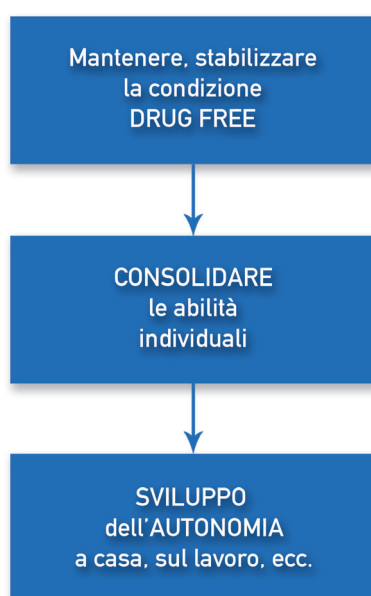 Mantenere, stabilizzare
la condizione
DRUG FREE
CONSOLIDARE
le abilità
individuali
SVILUPPO
dell'AUTONOMIA
a casa, sul lavoro, ecc.